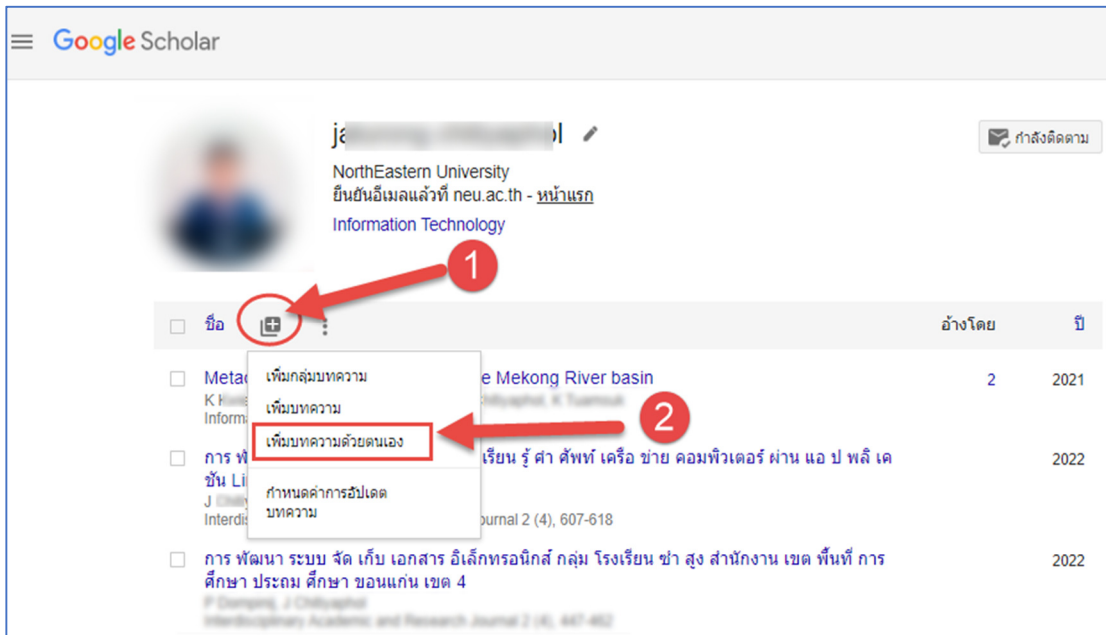 Google Scholar
NorthEastern University
กำลังติดตาม
ยืนยันอีเมลแล้วที่ neu.ac.th - หน้าแรก
Information Technology
1
ชื่อ
อ้างโดย
ปี
เพิ่มกลุ่มบทความ
e Mekong River basin
2
2021
เพิ่มบทความ
2
เพิ่มบทความด้วยตนเอง
การ
เรียน รู้ คำ ศัพท์ เครือ ข่าย คอมพิวเตอร์ ผ่าน แอ ป พลิ เค
2022
ชัน Li
กำหนดค่าการอัปเดต
บทความ
Interdis
ournal 2 (4), 607-618
การ พัฒนา ระบบ จัด เก็บ เอกสาร อิเล็กทรอนิกส์ กลุ่ม โรงเรียน ซำ สูง สำนักงาน เขต พื้นที่ การ
2022
ศึกษา ประถม ศึกษา ขอนแก่น เขต 4
Interdisciplinary Academic and Research Journal 2 (4), 447-462